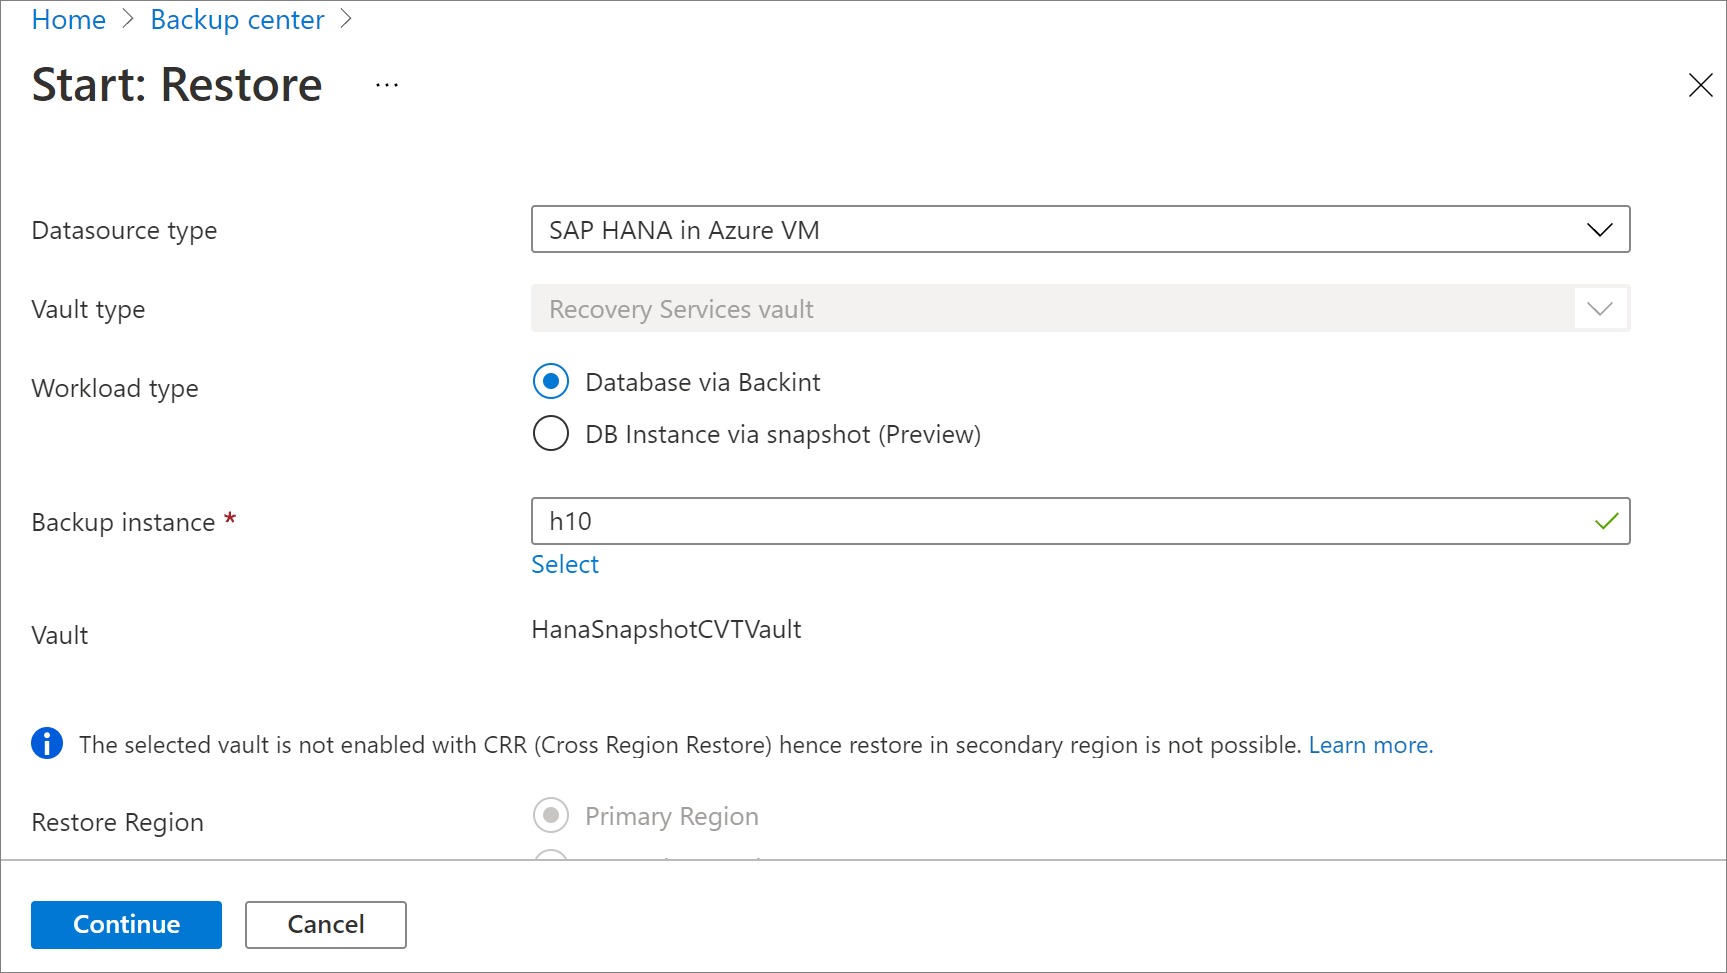 Home > Backup center >
Start: Restore ...
Datasource type
SAP HANA in Azure VM
Vault type
Recovery Services vault
Workload type
Database via Backint
DB Instance via snapshot (Preview)
Backup instance *
h10
Select
Vault
HanaSnapshotCVTVault
The selected vault is not enabled with CRR (Cross Region Restore) hence restore in secondary region is not possible. Learn more.
Restore Region
Primary Region
Continue
Cancel